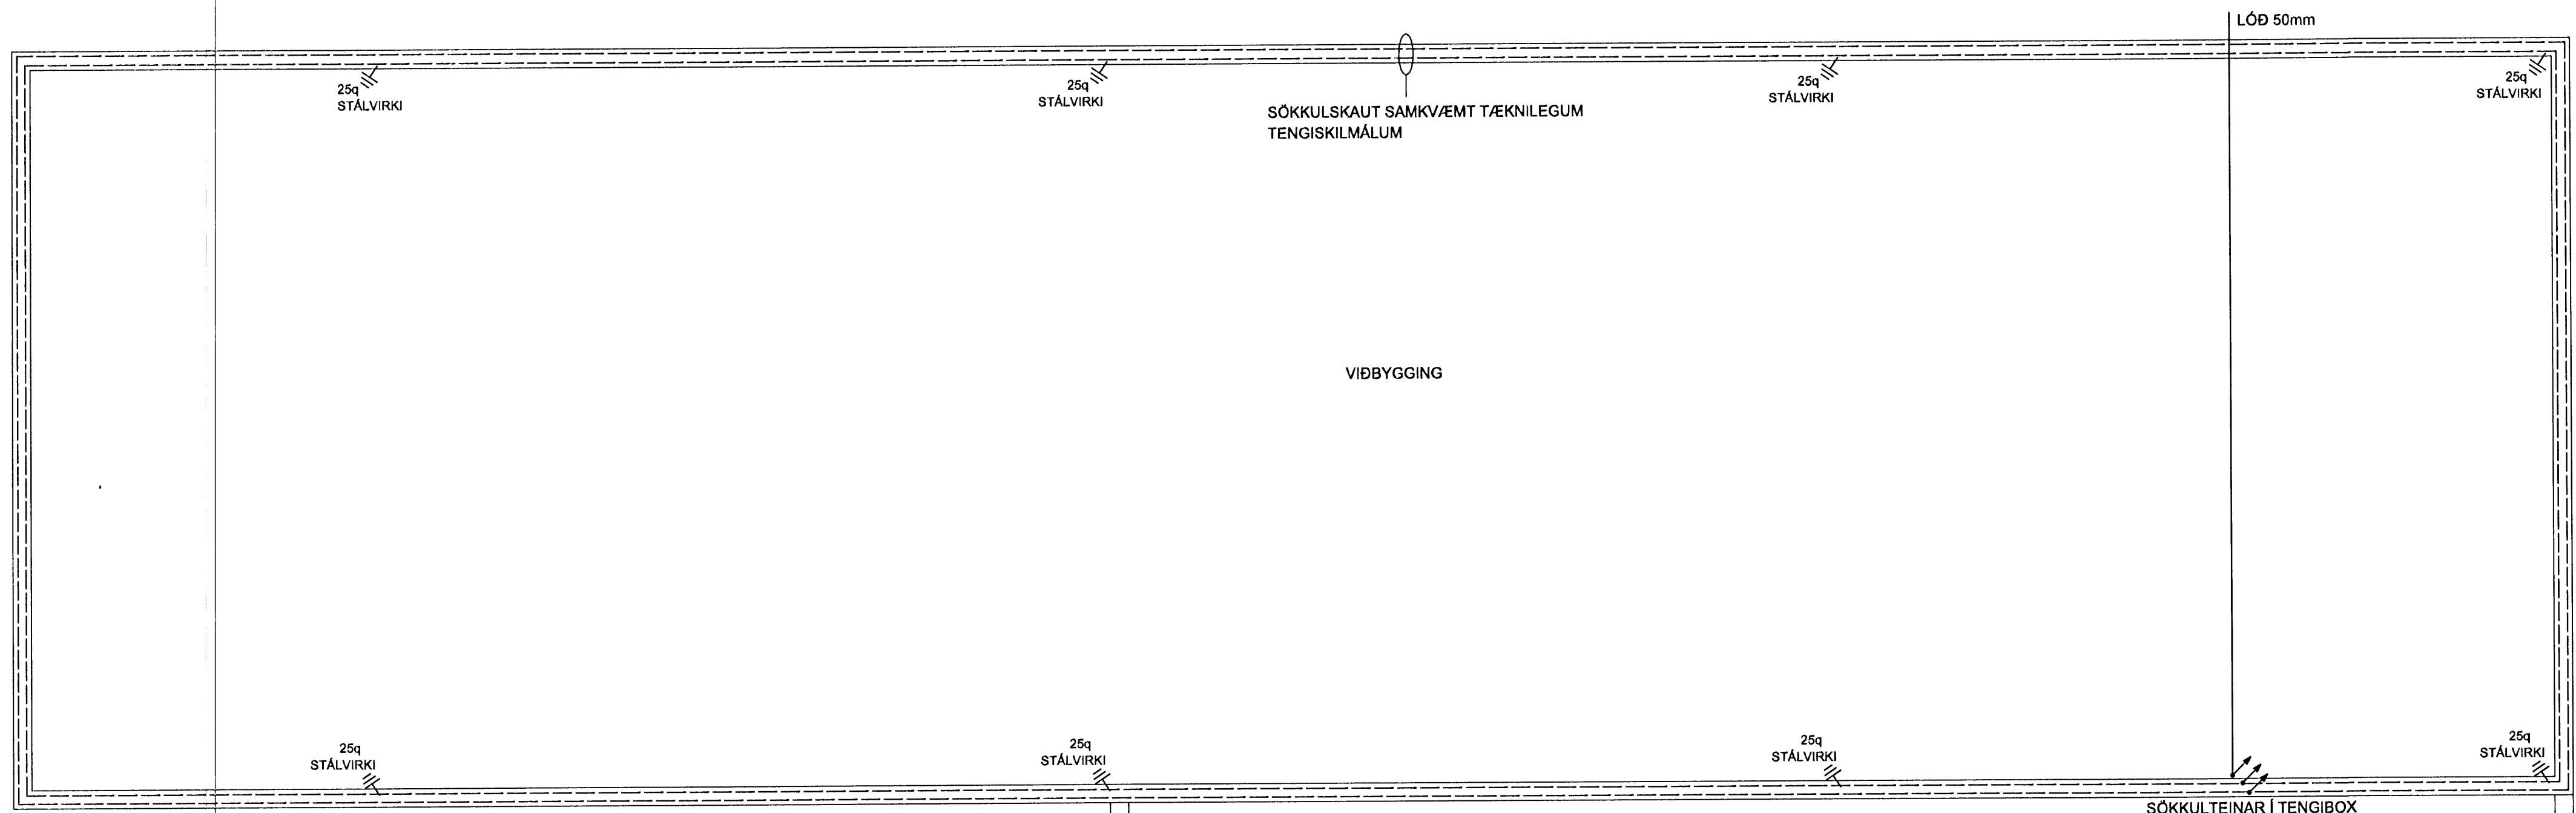 LÓÐ 50mm
25q
STÁLVIRKI
25q
STÁLVIRKI
SÖKKULSKAUT SAMKVÆMT TÆKNILEGUM
TENGISKILMÁLUM
25q
STÁLVIRKI
25q
STÁLVIRKI
VIÐBYGGING
25q
STÁLVIRKI
25q
STÁLVIRKI
25q
STÁLVIRKI
25q
STÁLVIRKI
SÖKKULTEINAR Í TENGIBOX